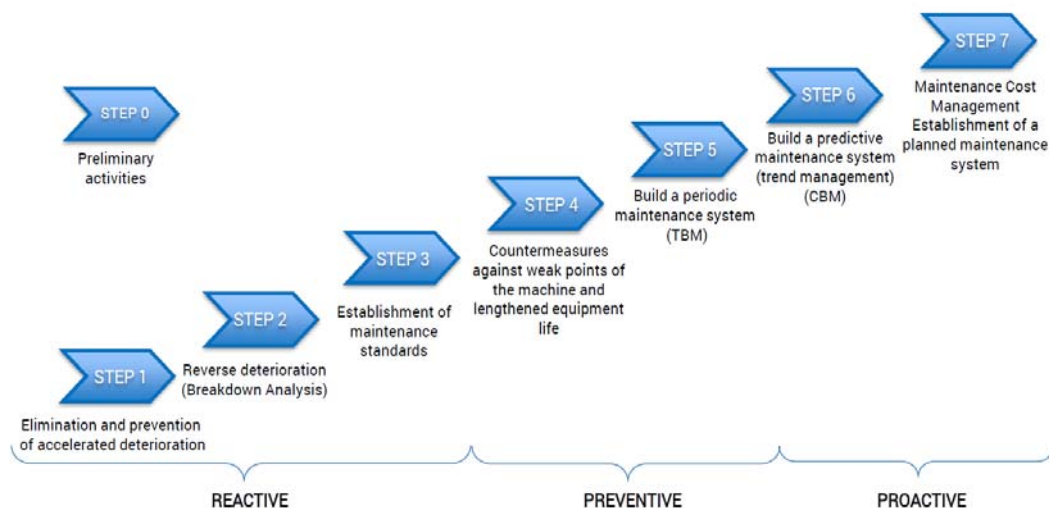 STEP 0
Preliminary
activities
STEP 1
Elimination and prevention
of accelerated deterioration
STEP 2
Reverse deterioration
(Breakdown Analysis)
STEP 3
Establishment of
maintenance
standards
STEP 4
Countermeasures
against weak points of
the machine and
lengthened equipment
life
STEP 5
Build a periodic
maintenance system
(TBM)
STEP 6
Build a predictive
maintenance system
(trend management)
(CBM)
STEP 7
Maintenance Cost
Management
Establishment of a
planned maintenance
system
REACTIVE
PREVENTIVE
PROACTIVE